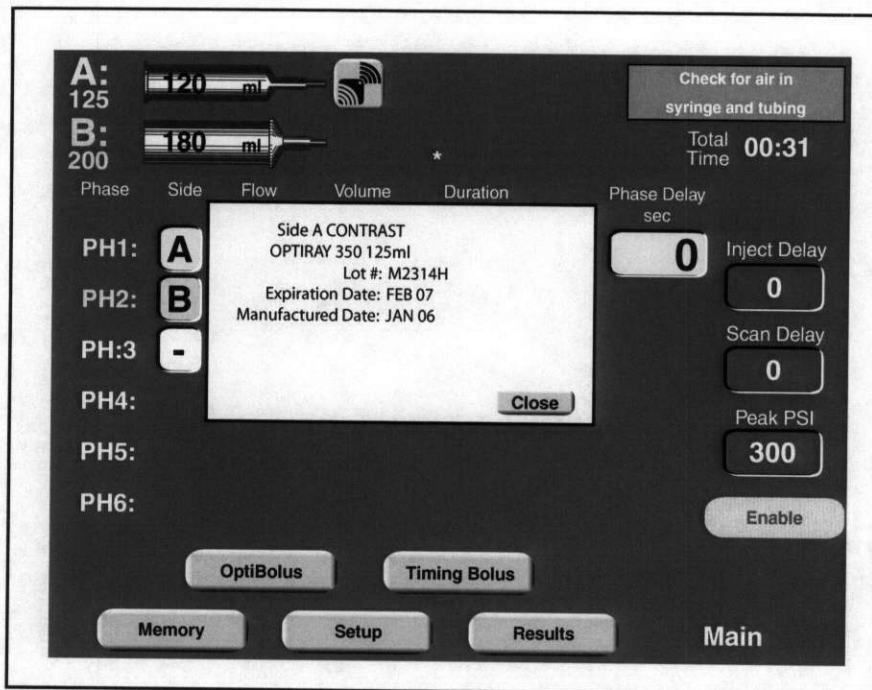 A:
125
120 ml
Check for air in
syringe and tubing
B:
200
180 ml
*
Total
Time 00:31
Phase Side Flow Volume Duration
Phase Delay
sec
0
PH1: A
PH2: B
PH:3 -
PH4:
PH5:
PH6:
Side A CONTRAST
OPTIRAY 350 125ml
Lot #: M2314H
Expiration Date: FEB 07
Manufactured Date: JAN 06
Close
Inject Delay
0
Scan Delay
0
Peak PSI
300
Enable
OptiBolus Timing Bolus
Memory Setup Results Main